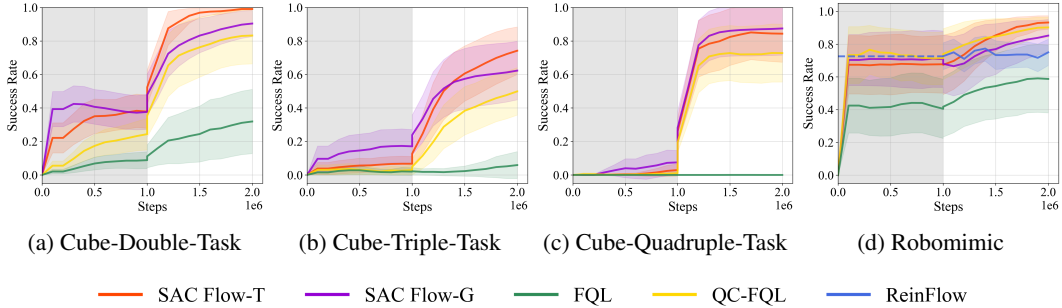 1.0
0.8
0.6
0.4
0.2
0.0
Success Rate
0.0 0.5 1.0 1.5 2.0
Steps 1e6
(a) Cube-Double-Task
1.0
0.8
0.6
0.4
0.2
0.0
Success Rate
0.0 0.5 1.0 1.5 2.0
Steps 1e6
(b) Cube-Triple-Task
1.0
0.8
0.6
0.4
0.2
0.0
Success Rate
0.0 0.5 1.0 1.5 2.0
Steps 1e6
(c) Cube-Quadruple-Task
1.0
0.8
0.6
0.4
0.2
0.0
Success Rate
0.0 0.5 1.0 1.5 2.0
Steps 1e6
(d) Robomimic
SAC Flow-T SAC Flow-G FQL QC-FQL ReinFlow